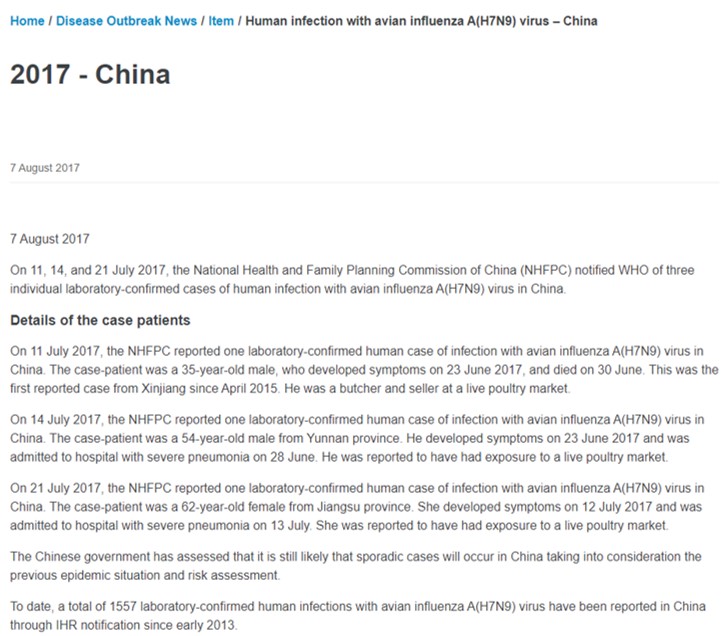 Home / Disease Outbreak News / Item / Human infection with avian influenza A(H7N9) virus – China
2017 - China
7 August 2017
7 August 2017
On 11, 14, and 21 July 2017, the National Health and Family Planning Commission of China (NHFPC) notified WHO of three
individual laboratory-confirmed cases of human infection with avian influenza A(H7N9) virus in China.
Details of the case patients
On 11 July 2017, the NHFPC reported one laboratory-confirmed human case of infection with avian influenza A(H7N9) virus in
China. The case-patient was a 35-year-old male, who developed symptoms on 23 June 2017, and died on 30 June. This was the
first reported case from Xinjiang since April 2015. He was a butcher and seller at a live poultry market.
On 14 July 2017, the NHFPC reported one laboratory-confirmed human case of infection with avian influenza A(H7N9) virus in
China. The case-patient was a 54-year-old male from Yunnan province. He developed symptoms on 23 June 2017 and was
admitted to hospital with severe pneumonia on 28 June. He was reported to have had exposure to a live poultry market.
On 21 July 2017, the NHFPC reported one laboratory-confirmed human case of infection with avian influenza A(H7N9) virus in
China. The case-patient was a 62-year-old female from Jiangsu province. She developed symptoms on 12 July 2017 and was
admitted to hospital with severe pneumonia on 13 July. She was reported to have had exposure to a live poultry market.
The Chinese government has assessed that it is still likely that sporadic cases will occur in China taking into consideration the
previous epidemic situation and risk assessment.
To date, a total of 1557 laboratory-confirmed human infections with avian influenza A(H7N9) virus have been reported in China
through IHR notification since early 2013.